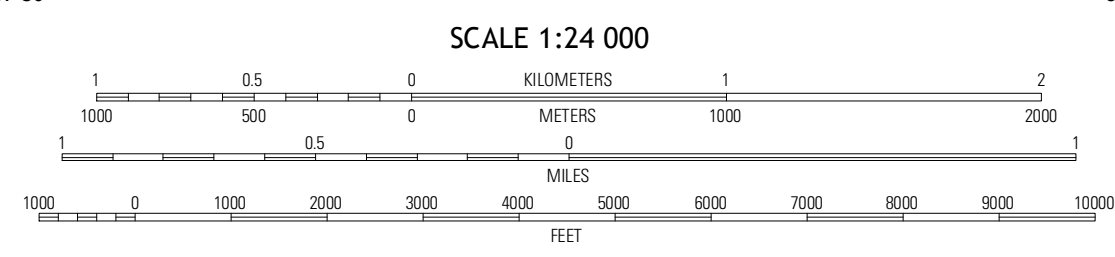 SCALE 1:24 000
1 0.5 0 KILOMETERS 1 2
1000 500 0 METERS 1000 2000
1 0.5 0 1
MILES
1000 0 1000 2000 3000 4000 5000 6000 7000 8000 9000 10000
FEET